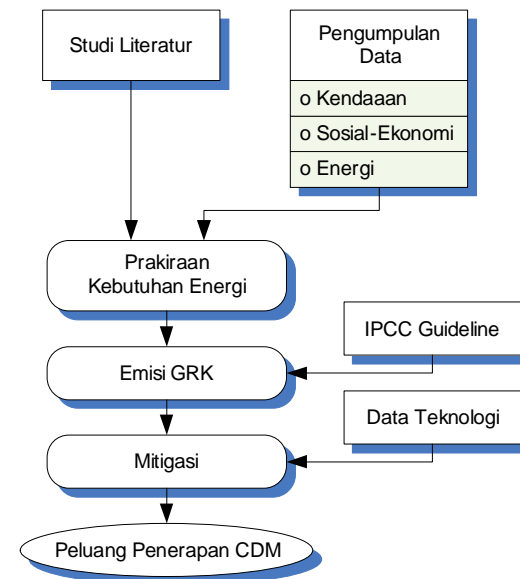 Studi Literatur
Pengumpulan
Data
o Kendaaan
o Sosial-Ekonomi
o Energi
Prakiraan
Kebutuhan Energi
IPCC Guideline
Emisi GRK
Data Teknologi
Mitigasi
Peluang Penerapan CDM